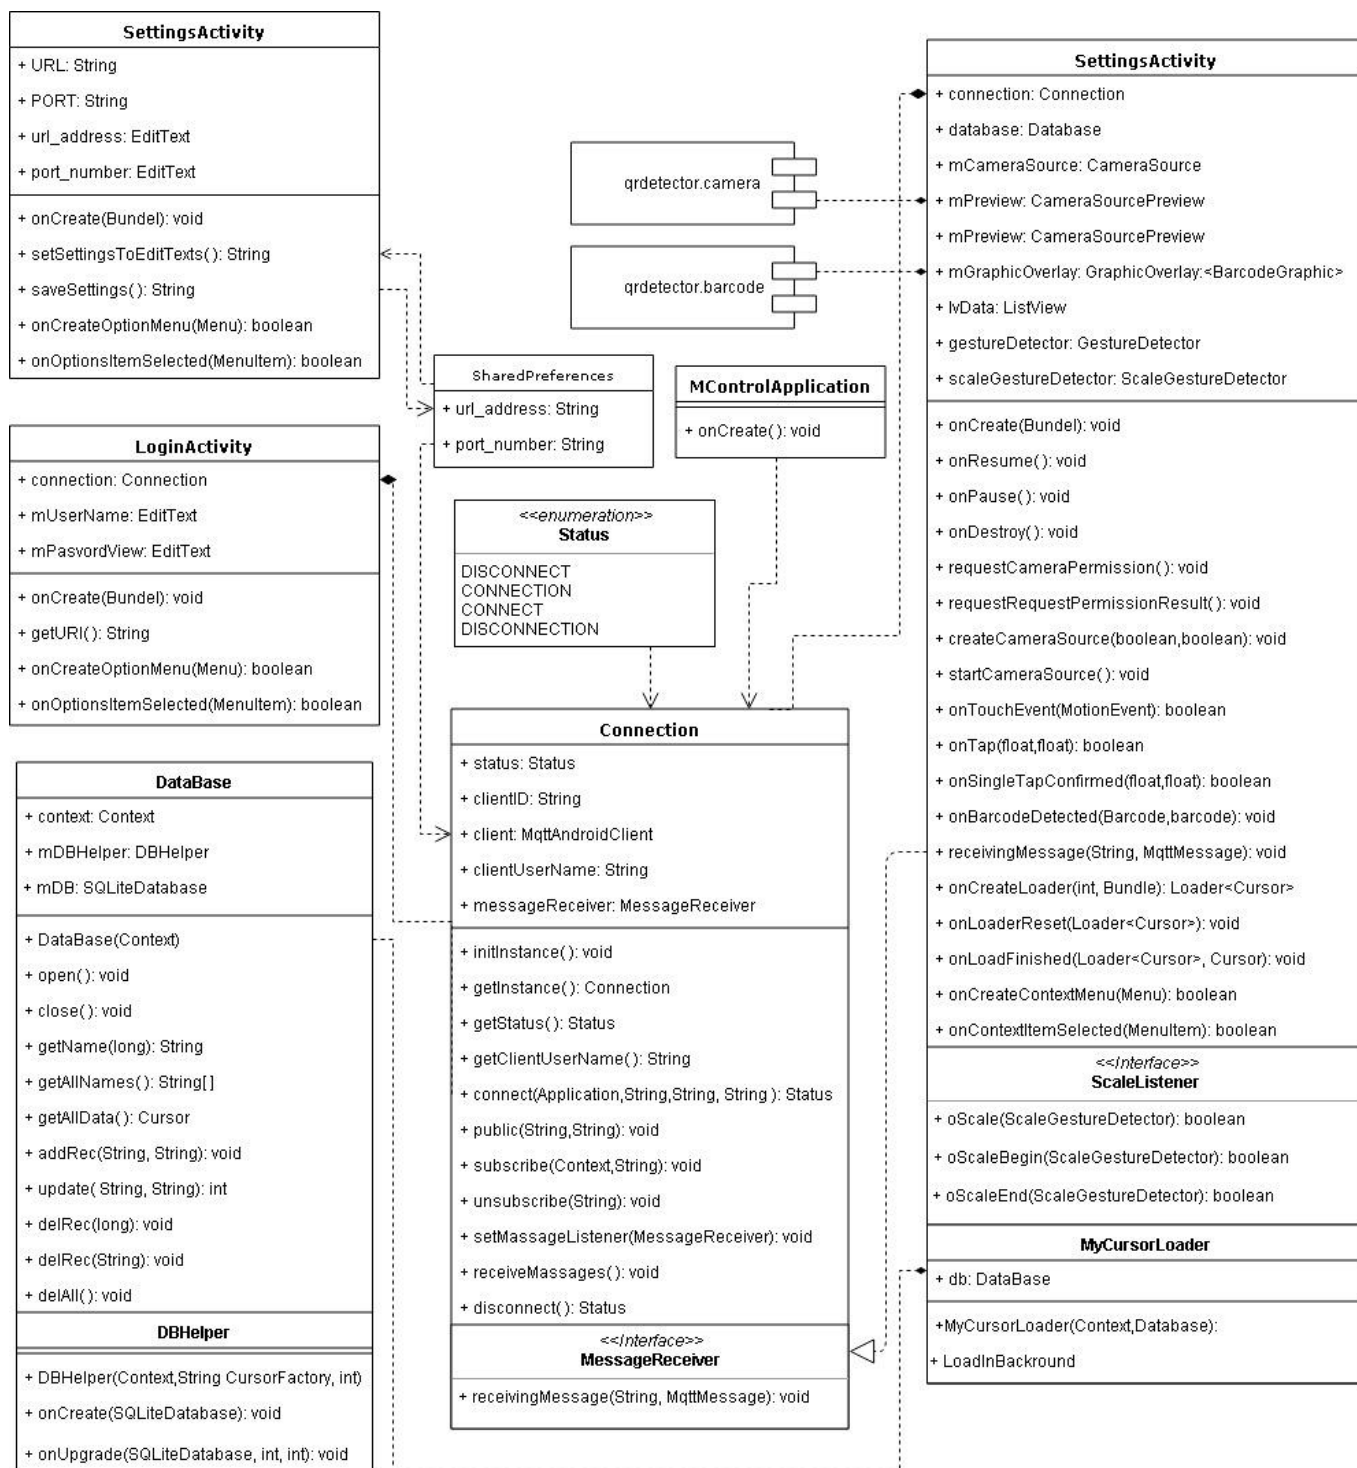 SettingsActivity
+ URL: String
+ PORT: String
+ url_address: EditText
+ port_number: EditText
+ onCreate(Bundel): void
+ setSettingsToEditTexts(): String
+ saveSettings(): String
+ onCreateOptionMenu(Menu): boolean
+ onOptionsItemSelected(MenuItem): boolean
LoginActivity
+ connection: Connection
+ mUserName: EditText
+ mPasvordView: EditText
+ onCreate(Bundel): void
+ getURI(): String
+ onCreateOptionMenu(Menu): boolean
+ onOptionsItemSelected(MenuItem): boolean
DataBase
+ context: Context
+ mDBHelper: DBHelper
+ mDB: SQLiteDatabase
+ DataBase(Context)
+ open(): void
+ close(): void
+ getName(long): String
+ getAllNames(): String[]
+ getAllData(): Cursor
+ addRec(String, String): void
+ update( String, String): int
+ delRec(long): void
+ delRec(String): void
+ delAll(): void
DBHelper
+ DBHelper(Context,String CursorFactory, int)
+ onCreate(SQLiteDatabase): void
+ onUpgrade(SQLiteDatabase, int, int): void
qrdetector.camera
qrdetector.barcode
SharedPreferences
+ url_address: String
+ port_number: String
MControlApplication
+ onCreate(): void
<<enumeration>>
Status
DISCONNECT
CONNECTION
CONNECT
DISCONNECTION
Connection
+ status: Status
+ clientID: String
+ client: MqttAndroidClient
+ clientUserName: String
+ messageReceiver: MessageReceiver
+ initInstance(): void
+ getInstance(): Connection
+ getStatus(): Status
+ getClientUserName(): String
+ connect(Application,String,String, String ): Status
+ public(String,String): void
+ subscribe(Context,String): void
+ unsubscribe(String): void
+ setMassageListener(MessageReceiver): void
+ receiveMassages(): void
+ disconnect(): Status
<<Interface>>
MessageReceiver
+ receivingMessage(String, MqttMessage): void
SettingsActivity
+ connection: Connection
+ database: Database
+ mCameraSource: CameraSource
+ mPreview: CameraSourcePreview
+ mPreview: CameraSourcePreview
+ mGraphicOverlay: GraphicOverlay:<BarcodeGraphic>
+ lvData: ListView
+ gestureDetector: GestureDetector
+ scaleGestureDetector: ScaleGestureDetector
+ onCreate(Bundel): void
+ onResume(): void
+ onPause(): void
+ onDestroy(): void
+ requestCameraPermission(): void
+ requestRequestPermissionResult(): void
+ createCameraSource(boolean,boolean): void
+ startCameraSource(): void
+ onTouchEvent(MotionEvent): boolean
+ onTap(float,float): boolean
+ onSingleTapConfirmed(float,float): boolean
+ onBarcodeDetected(Barcode,barcode): void
+ receivingMessage(String, MqttMessage): void
+ onCreateLoader(int, Bundle): Loader<Cursor>
+ onLoaderReset(Loader<Cursor>): void
+ onLoadFinished(Loader<Cursor>, Cursor): void
+ onCreateContextMenu(Menu): boolean
+ onContextItemSelected(MenuItem): boolean
<<Interface>>
ScaleListener
+ oScale(ScaleGestureDetector): boolean
+ oScaleBegin(ScaleGestureDetector): boolean
+ oScaleEnd(ScaleGestureDetector): boolean
MyCursorLoader
+ db: DataBase
+MyCursorLoader(Context,Database):
+ LoadInBackround